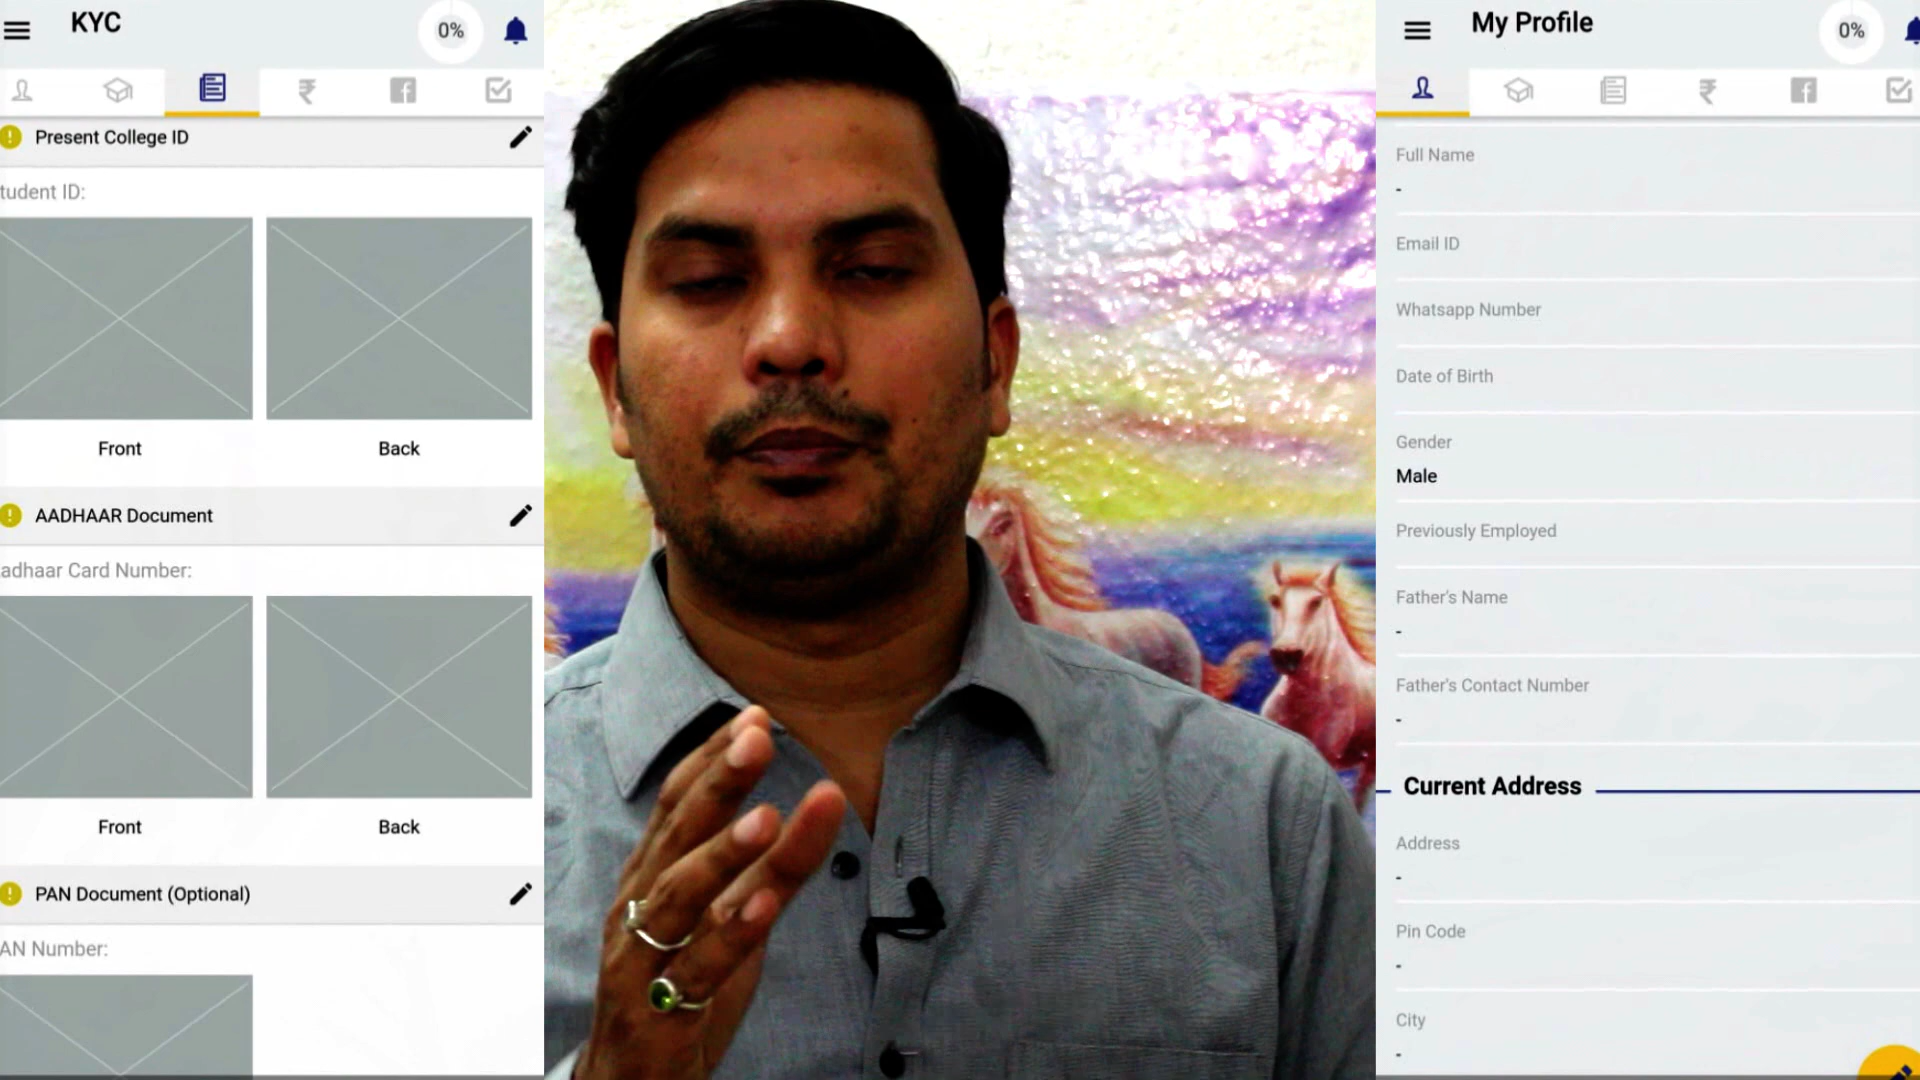 KYC
0%
Present College ID
tudent ID:
Front
Back
AADHAAR Document
adhaar Card Number:
Front
Back
PAN Document (Optional)
AN Number:
My Profile
0%
Full Name
-
Email ID
Whatsapp Number
Date of Birth
Gender
Male
Previously Employed
Father's Name
-
Father's Contact Number
-
Current Address
Address
-
Pin Code
-
City
-